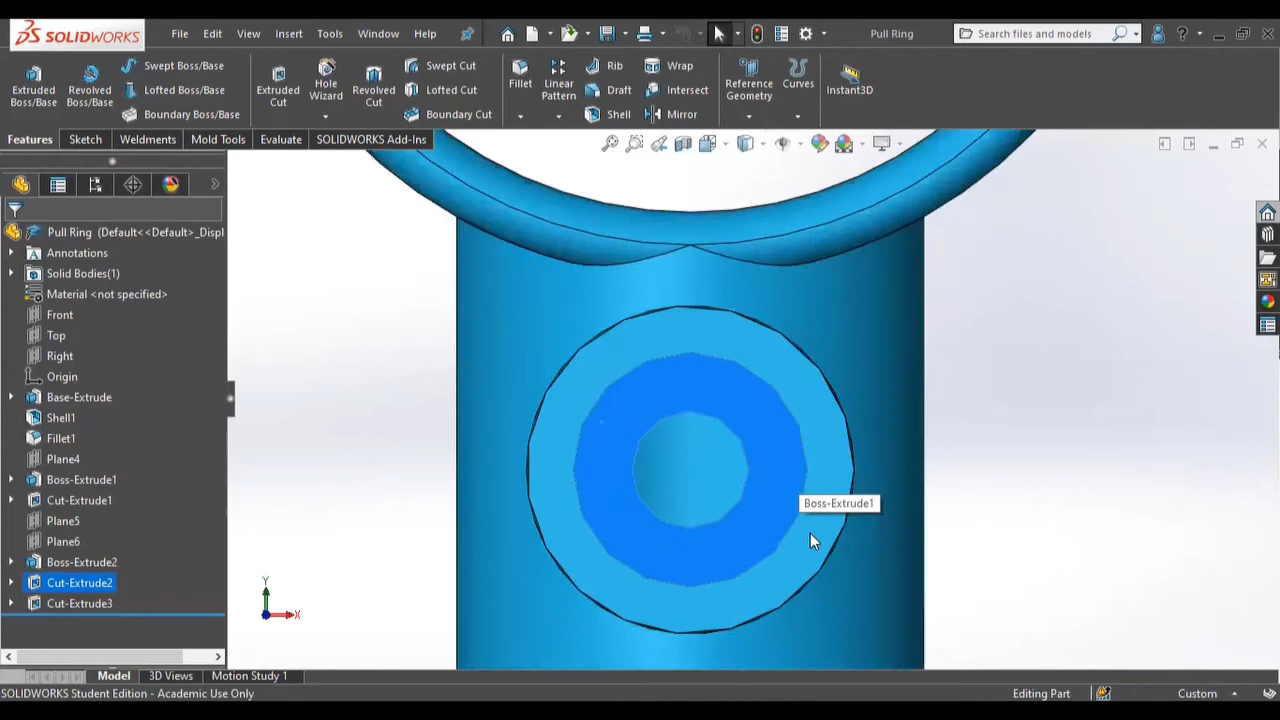 SOLIDWORKS File Edit View Insert Tools Window Help Pull Ring Search files and models ?
Extruded Boss/Base
Revolved Boss/Base
Swept Boss/Base
Lofted Boss/Base
Boundary Boss/Base
Extruded Cut
Hole Wizard
Revolved Cut
Swept Cut
Lofted Cut
Boundary Cut
Fillet
Linear Pattern
Rib
Draft
Shell
Wrap
Intersect
Mirror
Reference Geometry
Curves
Instant3D
Features Sketch Weldments Mold Tools Evaluate SOLIDWORKS Add-Ins
Pull Ring (Default<<Default>_Displ
Annotations
Solid Bodies(1)
Material <not specified>
Front
Top
Right
Origin
Base-Extrude
Shell1
Fillet1
Plane4
Boss-Extrude1
Cut-Extrude1
Plane5
Plane6
Boss-Extrude2
Cut-Extrude2
Cut-Extrude3
Boss-Extrude1
Y
X
Model 3D Views Motion Study 1
SOLIDWORKS Student Edition - Academic Use Only Editing Part Custom